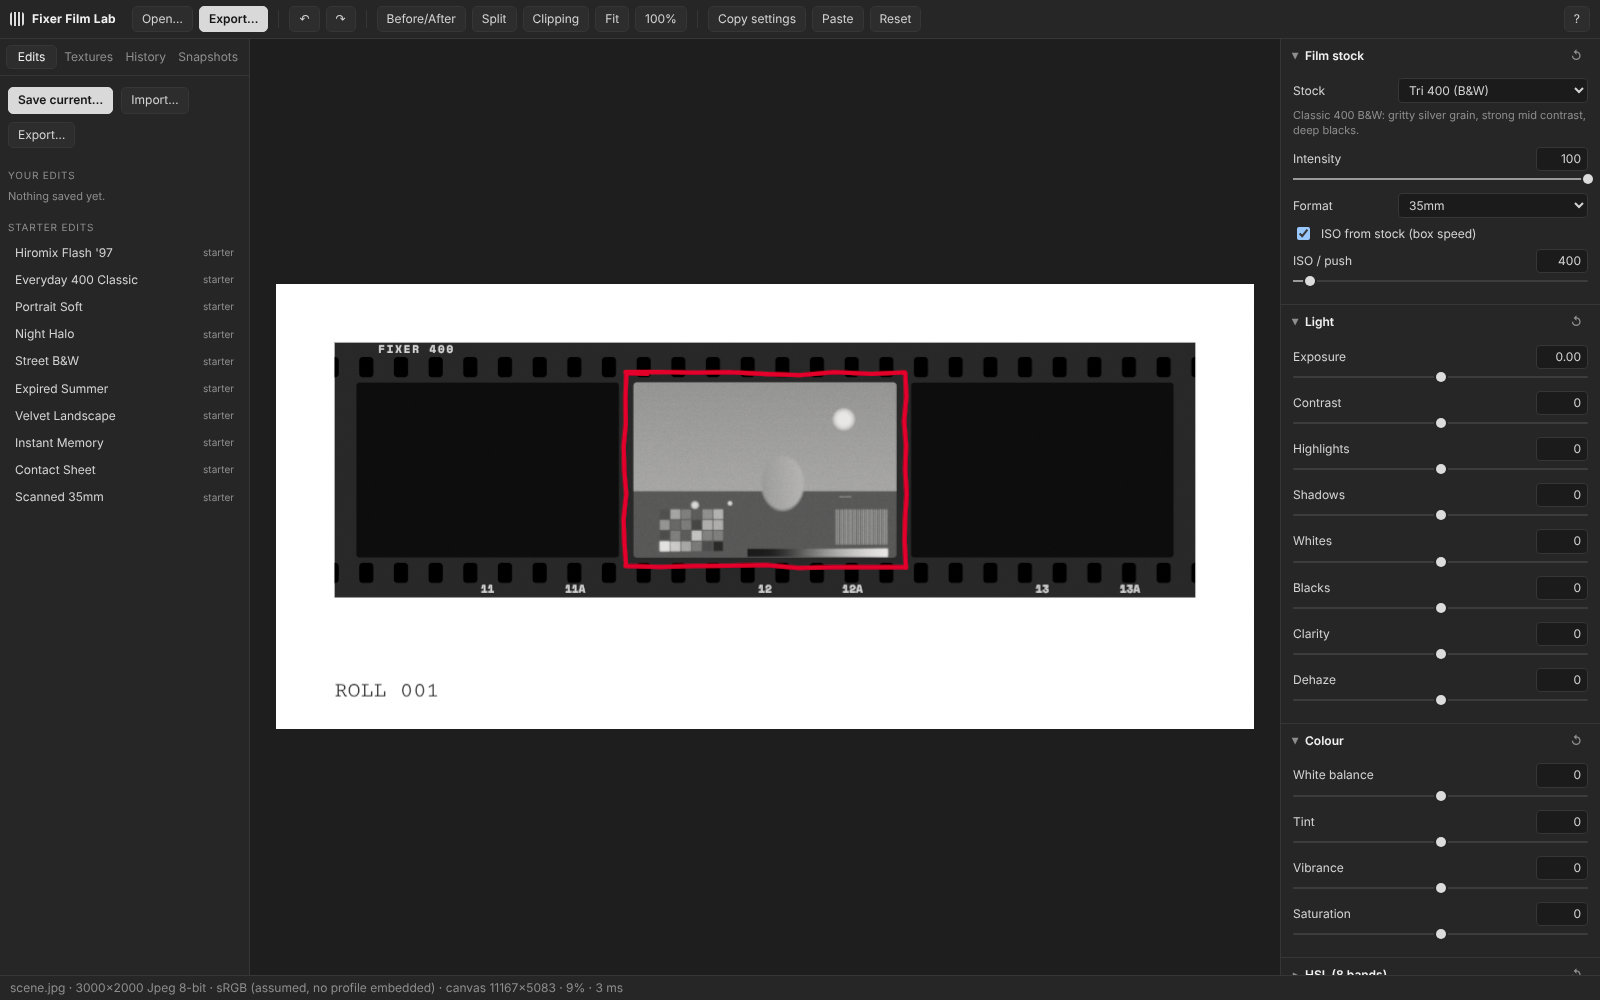 Fixer Film Lab Open... Export... Before/After Split Clipping Fit 100% Copy settings Paste Reset ?
Edits Textures History Snapshots
Save current... Import...
Export...
YOUR EDITS
Nothing saved yet.
STARTER EDITS
Hiromix Flash '97 starter
Everyday 400 Classic starter
Portrait Soft starter
Night Halo starter
Street B&W starter
Expired Summer starter
Velvet Landscape starter
Instant Memory starter
Contact Sheet starter
Scanned 35mm starter
FIXER 400
11 11A 12 12A 13 13A
ROLL 001
Film stock
Stock Tri 400 (B&W)
Classic 400 B&W: gritty silver grain, strong mid contrast,
deep blacks.
Intensity 100
Format 35mm
ISO from stock (box speed)
ISO / push 400
Light
Exposure 0.00
Contrast 0
Highlights 0
Shadows 0
Whites 0
Blacks 0
Clarity 0
Dehaze 0
Colour
White balance 0
Tint 0
Vibrance 0
Saturation 0
HSL (8 bands)
scene.jpg · 3000×2000 Jpeg 8-bit · sRGB (assumed, no profile embedded) · canvas 11167×5083 · 9% · 3 ms